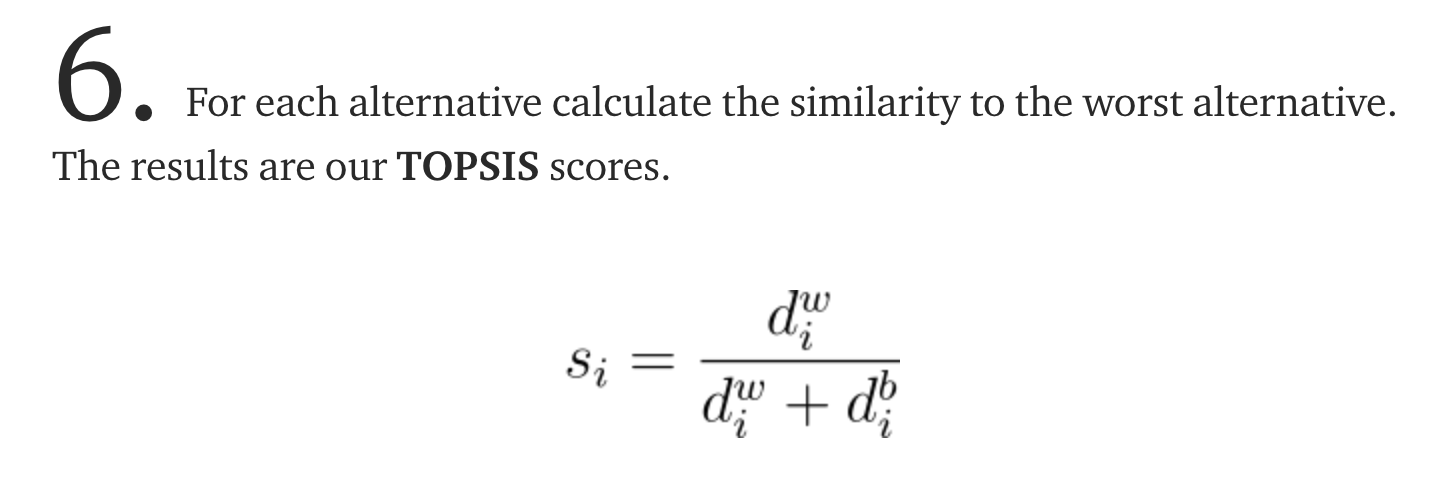 6. For each alternative calculate the similarity to the worst alternative.
The results are our TOPSIS scores.
s_i = \frac{d_i^w}{d_i^w + d_i^b}